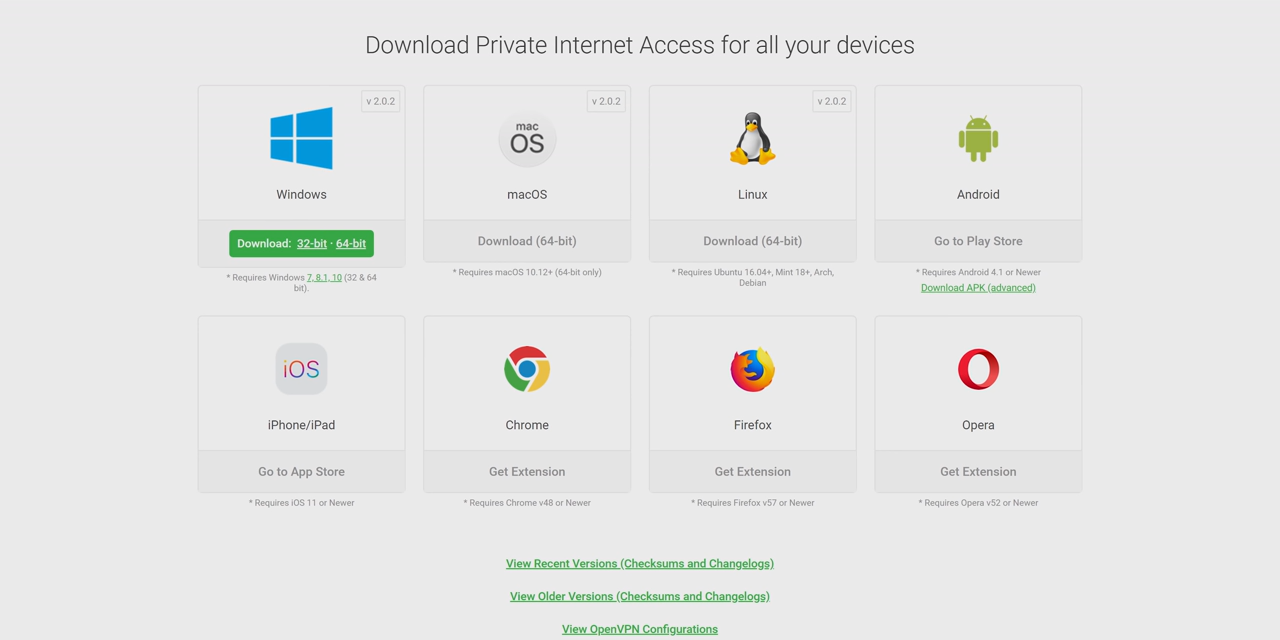 Download Private Internet Access for all your devices
v 2.0.2
Windows
Download: 32-bit · 64-bit
* Requires Windows 7, 8.1, 10 (32 & 64
bit).
v 2.0.2
mac
OS
macOS
Download (64-bit)
* Requires macOS 10.12+ (64-bit only)
v 2.0.2
Linux
Download (64-bit)
* Requires Ubuntu 16.04+, Mint 18+, Arch,
Debian
Android
Go to Play Store
* Requires Android 4.1 or Newer
Download APK (advanced)
iOS
iPhone/iPad
Go to App Store
* Requires iOS 11 or Newer
Chrome
Get Extension
* Requires Chrome v48 or Newer
Firefox
Get Extension
* Requires Firefox v57 or Newer
Opera
Get Extension
* Requires Opera v52 or Newer
View Recent Versions (Checksums and Changelogs)
View Older Versions (Checksums and Changelogs)
View OpenVPN Configurations